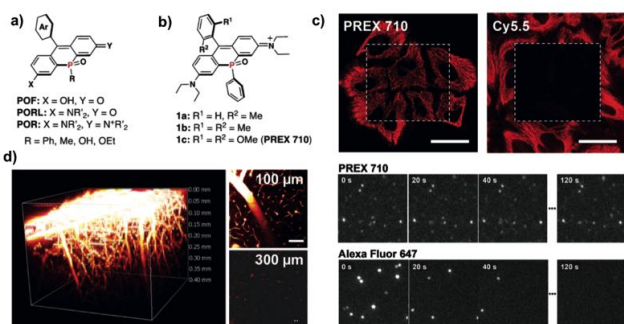 a)
Ar
Y
P O
X R
POF: X = OH, Y = O
PORL: X = NR'2, Y = O
POR: X = NR'2, Y = N+R'2
R = Ph, Me, OH, OEt
b)
R1
R2
N+
P O
N
1a: R1 = H, R2 = Me
1b: R1 = R2 = Me
1c: R1 = R2 = OMe (PREX 710)
c)
PREX 710
Cy5.5
PREX 710
0 s
20 s
40 s
120 s
Alexa Fluor 647
0 s
20 s
40 s
120 s
d)
0.00 mm
0.05 mm
0.10 mm
0.15 mm
0.20 mm
0.25 mm
0.30 mm
0.35 mm
0.40 mm
100 µm
300 µm